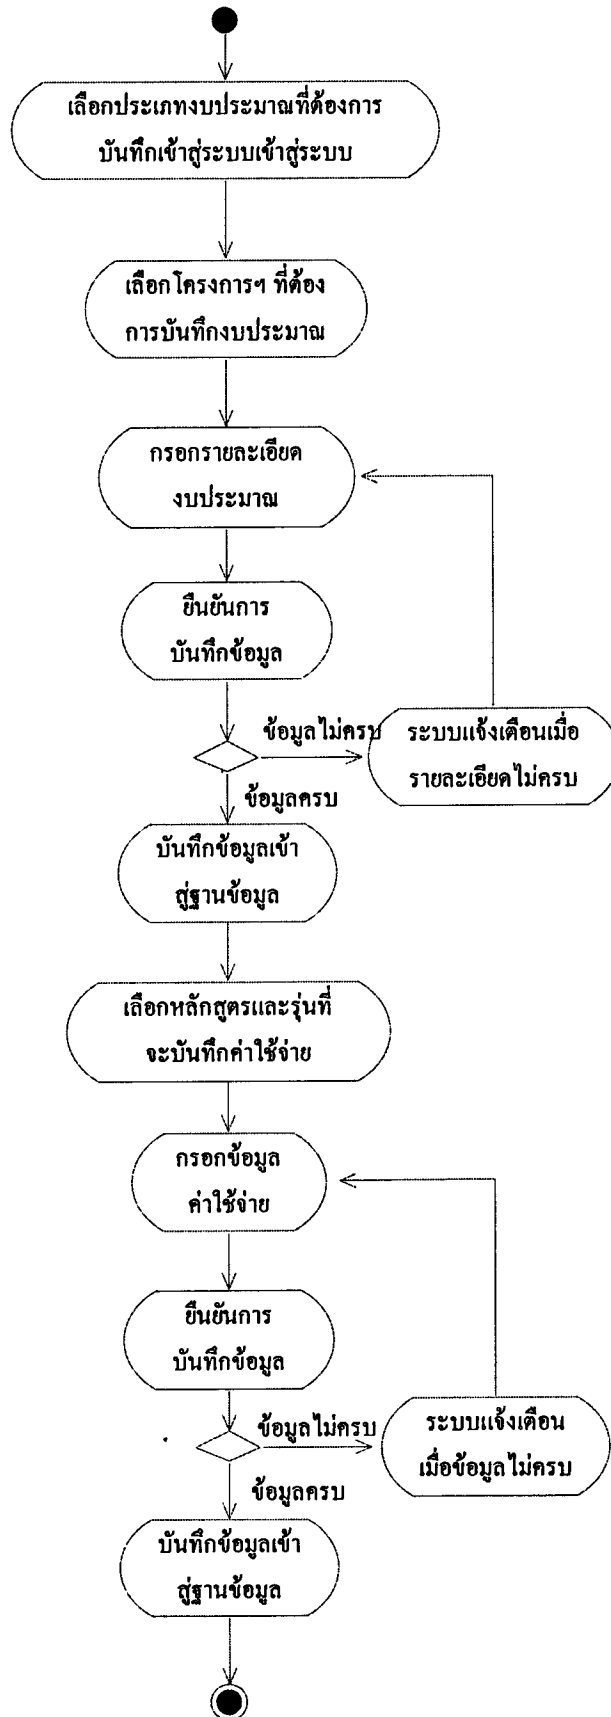 เลือกประเภทงบประมาณที่ต้องการ
บันทึกเข้าสู่ระบบเข้าสู่ระบบ
เลือกโครงการฯ ที่ต้อง
การบันทึกงบประมาณ
กรอกรายละเอียด
งบประมาณ
ยืนยันการ
บันทึกข้อมูล
ข้อมูลไม่ครบ
ระบบแจ้งเตือนเมื่อ
รายละเอียดไม่ครบ
ข้อมูลครบ
บันทึกข้อมูลเข้า
สู่ฐานข้อมูล
เลือกหลักสูตรและรุ่นที่
จะบันทึกค่าใช้จ่าย
กรอกข้อมูล
ค่าใช้จ่าย
ยืนยันการ
บันทึกข้อมูล
ข้อมูลไม่ครบ
ระบบแจ้งเตือน
เมื่อข้อมูลไม่ครบ
ข้อมูลครบ
บันทึกข้อมูลเข้า
สู่ฐานข้อมูล